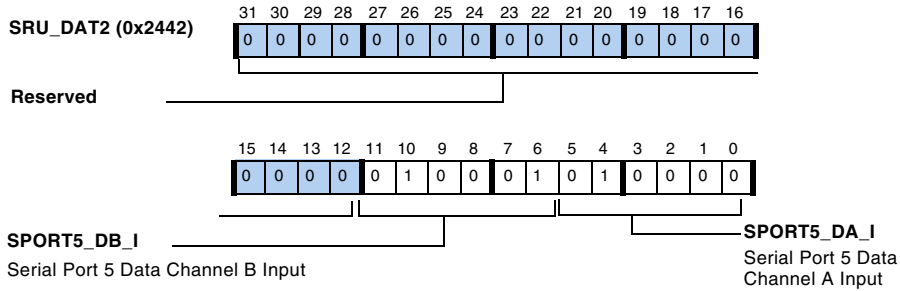 31 30 29 28 27 26 25 24 23 22 21 20 19 18 17 16
SRU_DAT2 (0x2442)
0 0 0 0 0 0 0 0 0 0 0 0 0 0 0 0
Reserved
15 14 13 12 11 10 9 8 7 6 5 4 3 2 1 0
0 0 0 0 0 1 0 0 0 1 0 1 0 0 0 0
SPORT5_DB_I
Serial Port 5 Data Channel B Input
SPORT5_DA_I
Serial Port 5 Data
Channel A Input